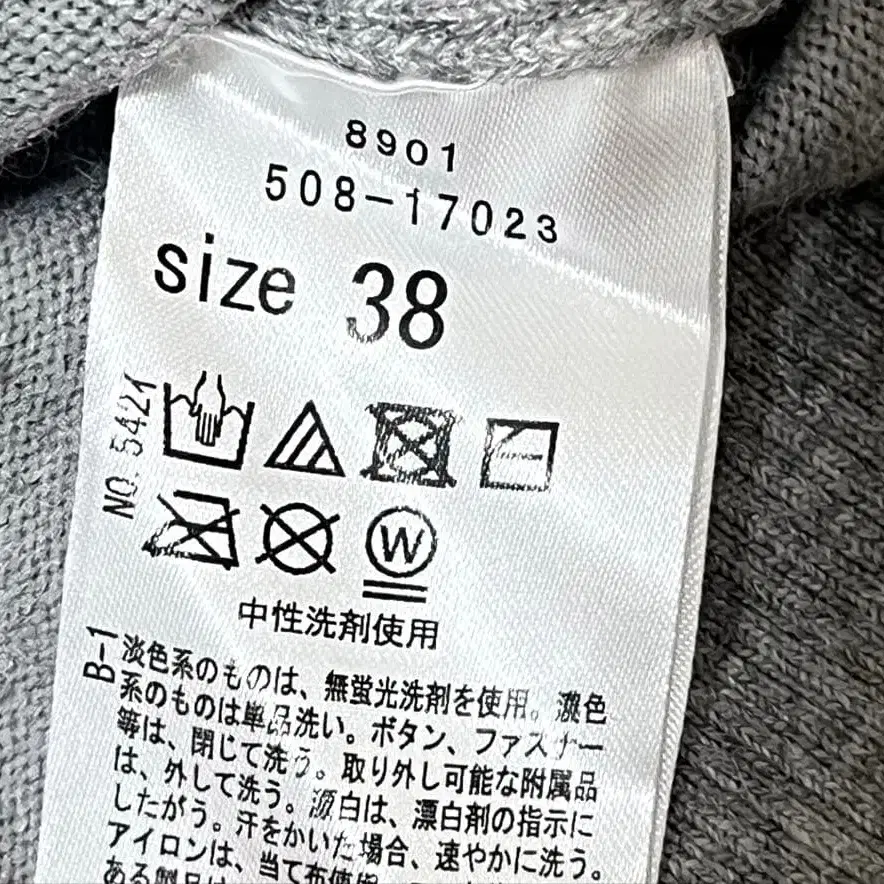 8901
508-17023
size 38
NO. 5421
W
中性洗剤使用
B-1
淡色系のものは、無蛍光洗剤を使用。濃色
系のものは単品洗い。ボタン、ファスナー
等は、閉じて洗う。取り外し可能な附属品
は、外して洗う。漂白は、漂白剤の指示に
したがう。汗をかいた場合、速やかに洗う。
アイロンは、当て布使用
ある製品は